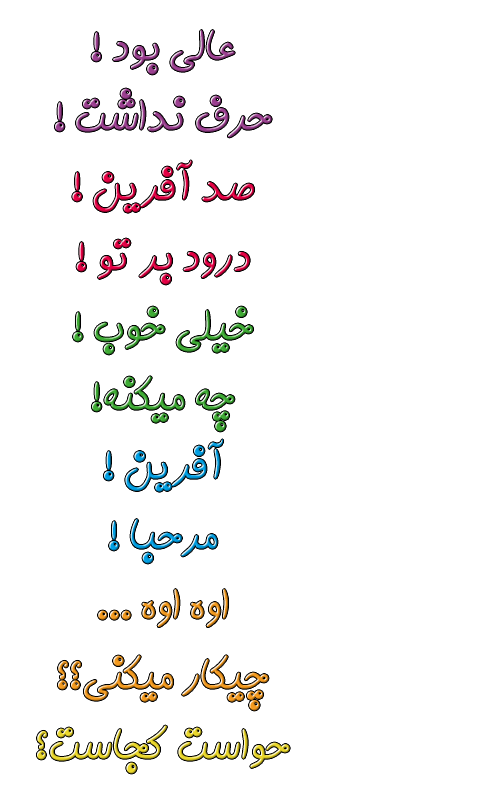 عالی بود !
حرف نداشت !
صد آفرین !
درود بر تو !
خیلی خوب !
چه میکنه!
آفرین !
مرحبا !
اوه اوه ...
چیکار میکنی؟؟
حواست کجاست؟